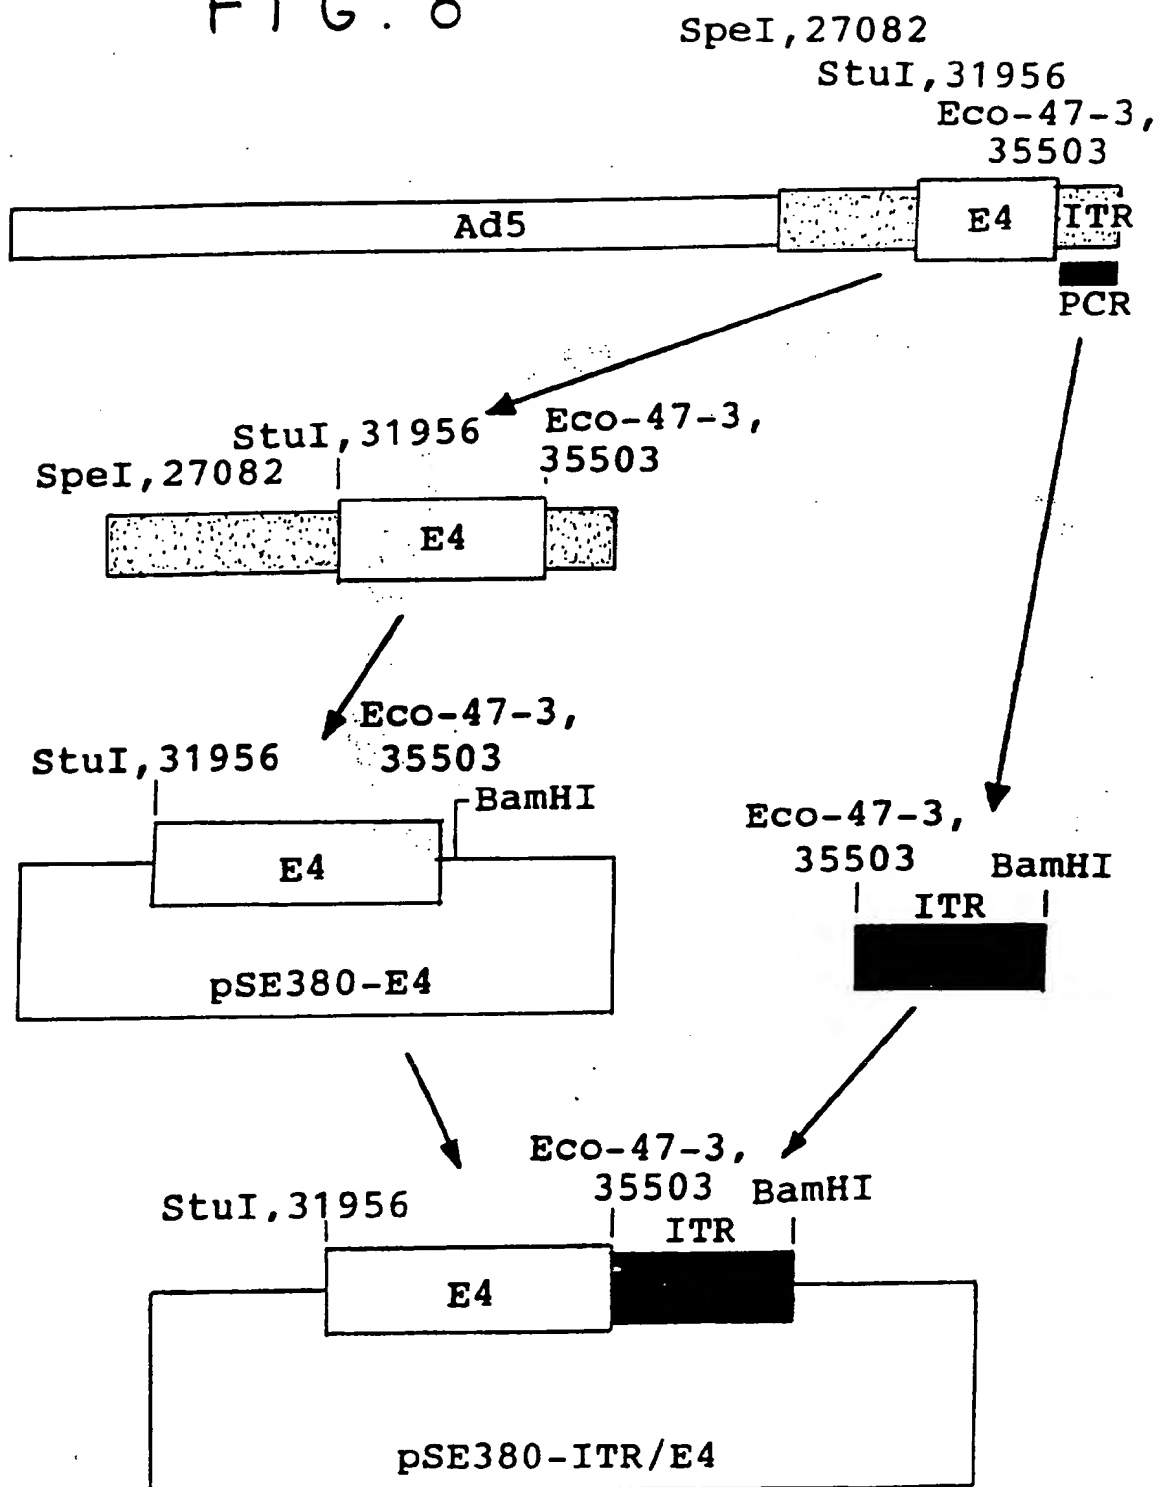 FIG. 8
SpeI,27082
StuI,31956
Eco-47-3,
35503
Ad5
E4
ITR
PCR
StuI,31956
Eco-47-3,
35503
SpeI,27082
E4
Eco-47-3,
35503
StuI,31956
BamHI
E4
pSE380-E4
Eco-47-3,
35503
BamHI
ITR
Eco-47-3,
35503
BamHI
StuI,31956
ITR
E4
pSE380-ITR/E4